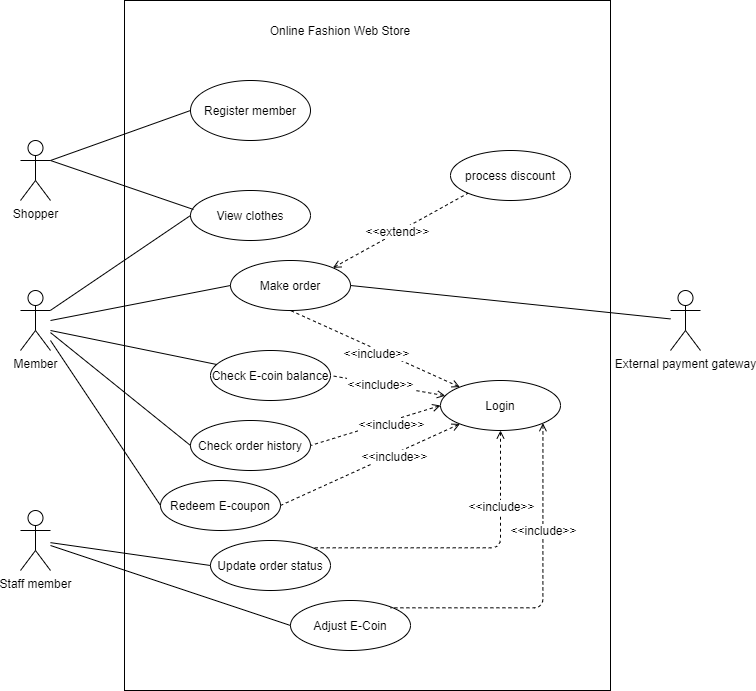 Online Fashion Web Store
Register member
process discount
Shopper
View clothes
<<extend>>
Make order
<<include>>
Member
External payment gateway
Check E-coin balance
<<include>>
Login
<<include>>
Check order history
<<include>>
Redeem E-coupon
<<include>>
<<include>>
Update order status
Staff member
Adjust E-Coin